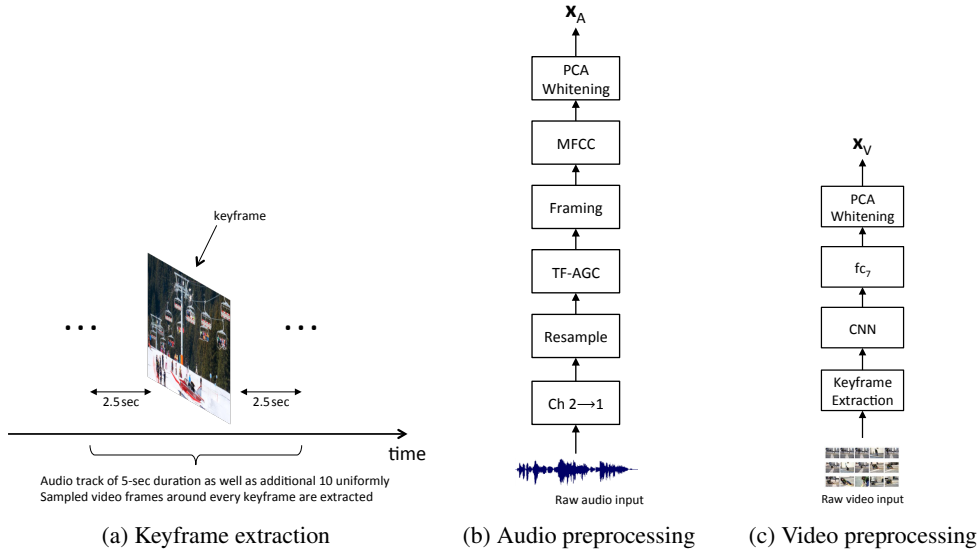 keyframe
• • •
• • •
2.5 sec
2.5 sec
time
Audio track of 5-sec duration as well as additional 10 uniformly
Sampled video frames around every keyframe are extracted
(a) Keyframe extraction
xA
PCA
Whitening
MFCC
Framing
TF-AGC
Resample
Ch 2→1
Raw audio input
(b) Audio preprocessing
xV
PCA
Whitening
fc7
CNN
Keyframe
Extraction
Raw video input
(c) Video preprocessing